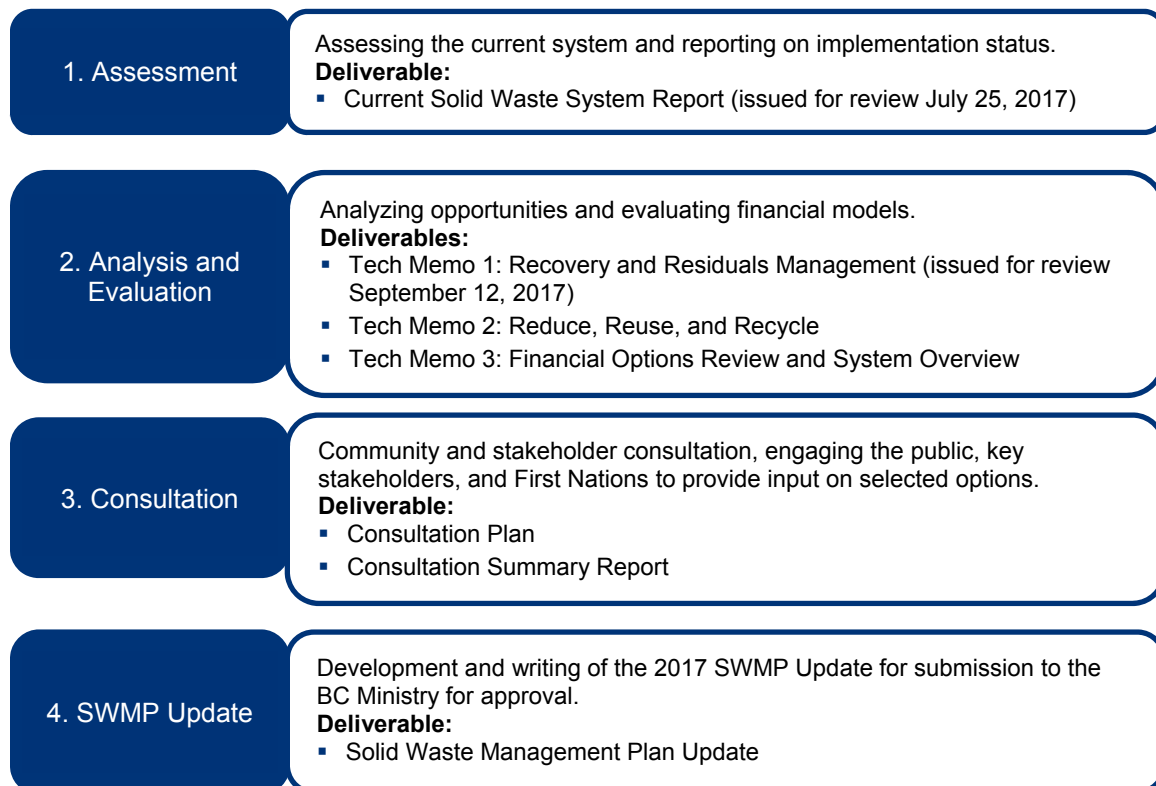 1. Assessment
Assessing the current system and reporting on implementation status.
Deliverable:
▪ Current Solid Waste System Report (issued for review July 25, 2017)
2. Analysis and
Evaluation
Analyzing opportunities and evaluating financial models.
Deliverables:
▪ Tech Memo 1: Recovery and Residuals Management (issued for review
September 12, 2017)
▪ Tech Memo 2: Reduce, Reuse, and Recycle
▪ Tech Memo 3: Financial Options Review and System Overview
3. Consultation
Community and stakeholder consultation, engaging the public, key
stakeholders, and First Nations to provide input on selected options.
Deliverable:
▪ Consultation Plan
▪ Consultation Summary Report
4. SWMP Update
Development and writing of the 2017 SWMP Update for submission to the
BC Ministry for approval.
Deliverable:
▪ Solid Waste Management Plan Update